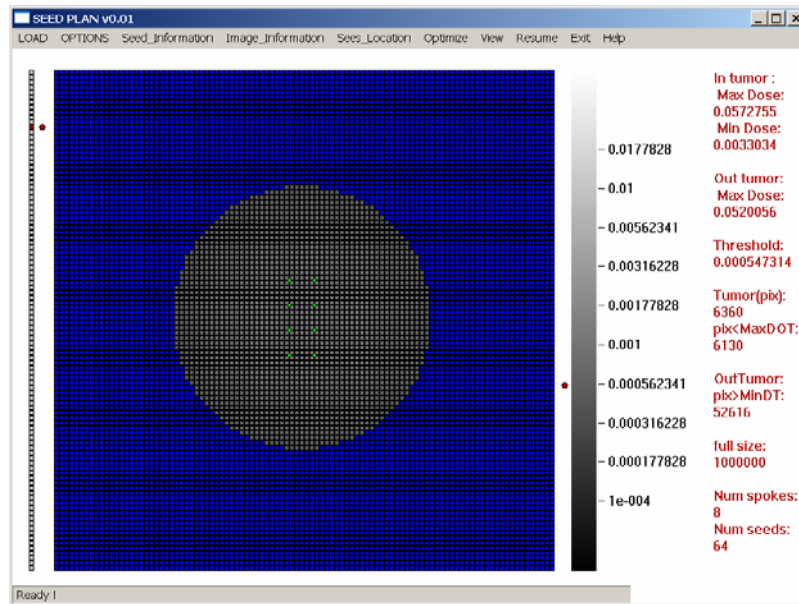 SEED PLAN v0.01
LOAD OPTIONS Seed_Information Image_Information Sees_Location Optimize View Resume Exit Help
In tumor :
Max Dose:
0.0572755
Min Dose:
0.0033034
Out tumor:
Max Dose:
0.0520056
Threshold:
0.000547314
Tumor(pix):
6360
pix<MaxDOT:
6130
OutTumor:
pix>MinDT:
52616
full size:
1000000
Num spokes:
8
Num seeds:
64
0.0177828
0.01
0.00562341
0.00316228
0.00177828
0.001
0.000562341
0.000316228
0.000177828
1e-004
Ready !